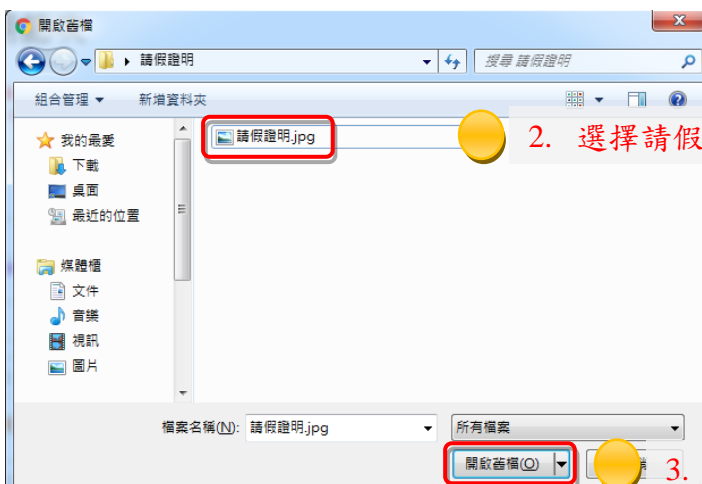 開啟舊檔
請假證明
搜尋 請假證明
組合管理
新增資料夾
我的最愛
下載
桌面
最近的位置
媒體櫃
文件
音樂
視訊
圖片
請假證明.jpg
2. 選擇請假
檔案名稱(N): 請假證明.jpg
所有檔案
開啟舊檔(O)
3.